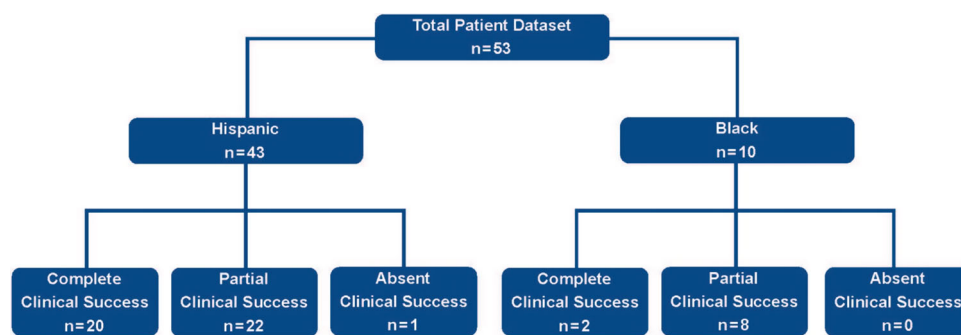 Total Patient Dataset
n=53
Hispanic
n=43
Black
n=10
Complete
Clinical Success
n=20
Partial
Clinical Success
n=22
Absent
Clinical Success
n=1
Complete
Clinical Success
n=2
Partial
Clinical Success
n=8
Absent
Clinical Success
n=0